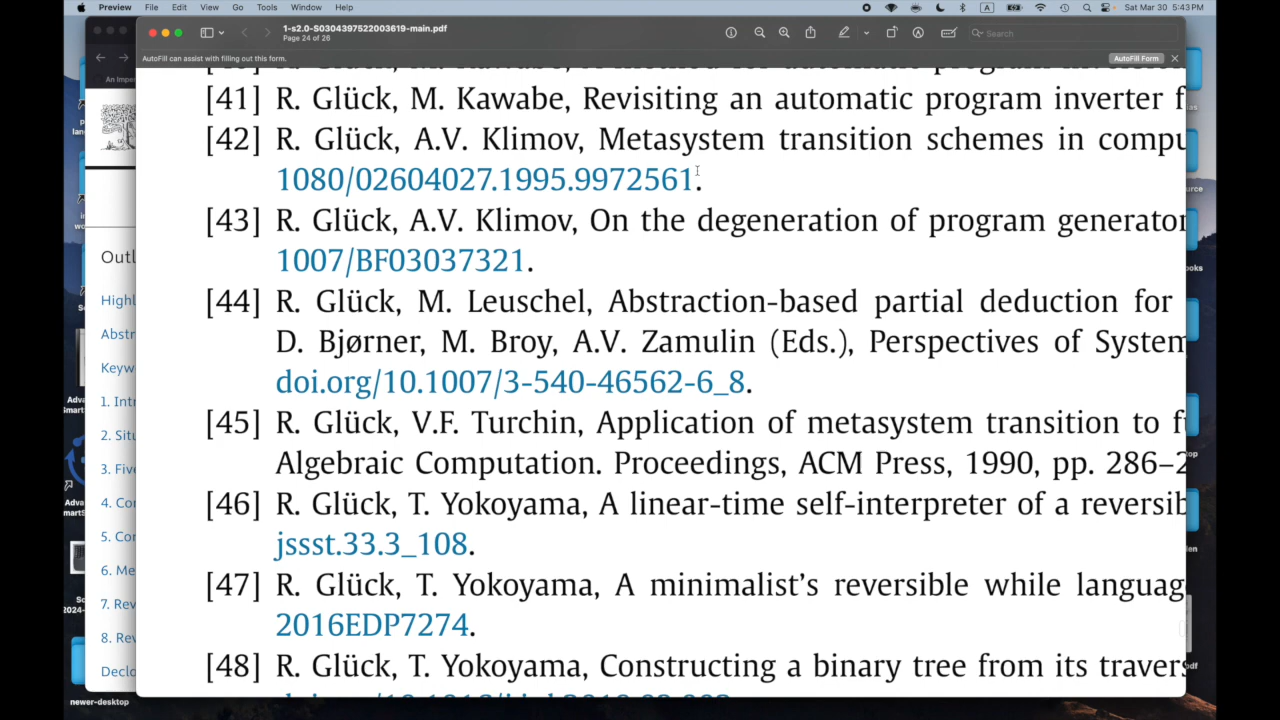 Preview File Edit View Go Tools Window Help Sat Mar 30 5:43 PM
1-s2.0-S0304397522003619-main.pdf
Page 24 of 26
Search
AutoFill can assist with filling out this form.
AutoFill Form
An Impe
[41] R. Glück, M. Kawabe, Revisiting an automatic program inverter f
[42] R. Glück, A.V. Klimov, Metasystem transition schemes in compu
1080/02604027.1995.9972561.
[43] R. Glück, A.V. Klimov, On the degeneration of program generator
1007/BF03037321.
[44] R. Glück, M. Leuschel, Abstraction-based partial deduction for
D. Bjørner, M. Broy, A.V. Zamulin (Eds.), Perspectives of System
doi.org/10.1007/3-540-46562-6_8.
[45] R. Glück, V.F. Turchin, Application of metasystem transition to fu
Algebraic Computation. Proceedings, ACM Press, 1990, pp. 286–2
[46] R. Glück, T. Yokoyama, A linear-time self-interpreter of a reversib
jssst.33.3_108.
[47] R. Glück, T. Yokoyama, A minimalist’s reversible while languag
2016EDP7274.
[48] R. Glück, T. Yokoyama, Constructing a binary tree from its travers
Outl
Highl
Abstr
Keyw
1. Intr
2. Situ
3. Five
4. Con
5. Con
6. Me
7. Rev
8. Rev
Decla
newer-desktop